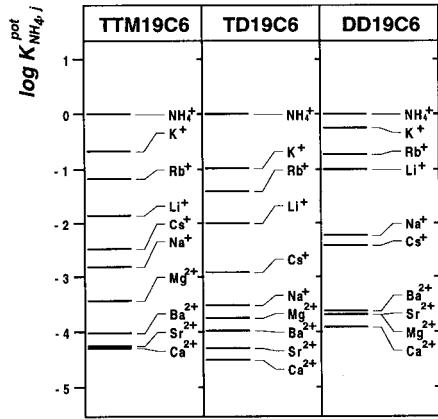 TTM19C6 TD19C6 DD19C6
log K^pot_NH₄, j
1
0
-1
-2
-3
-4
-5
NH₄⁺
K⁺
Rb⁺
Li⁺
Cs⁺
Na⁺
Mg²⁺
Ba²⁺
Sr²⁺
Ca²⁺
NH₄⁺
K⁺
Rb⁺
Li⁺
Cs⁺
Na⁺
Mg²⁺
Ba²⁺
Sr²⁺
Ca²⁺
NH₄⁺
K⁺
Rb⁺
Li⁺
Na⁺
Cs⁺
Ba²⁺
Sr²⁺
Mg²⁺
Ca²⁺